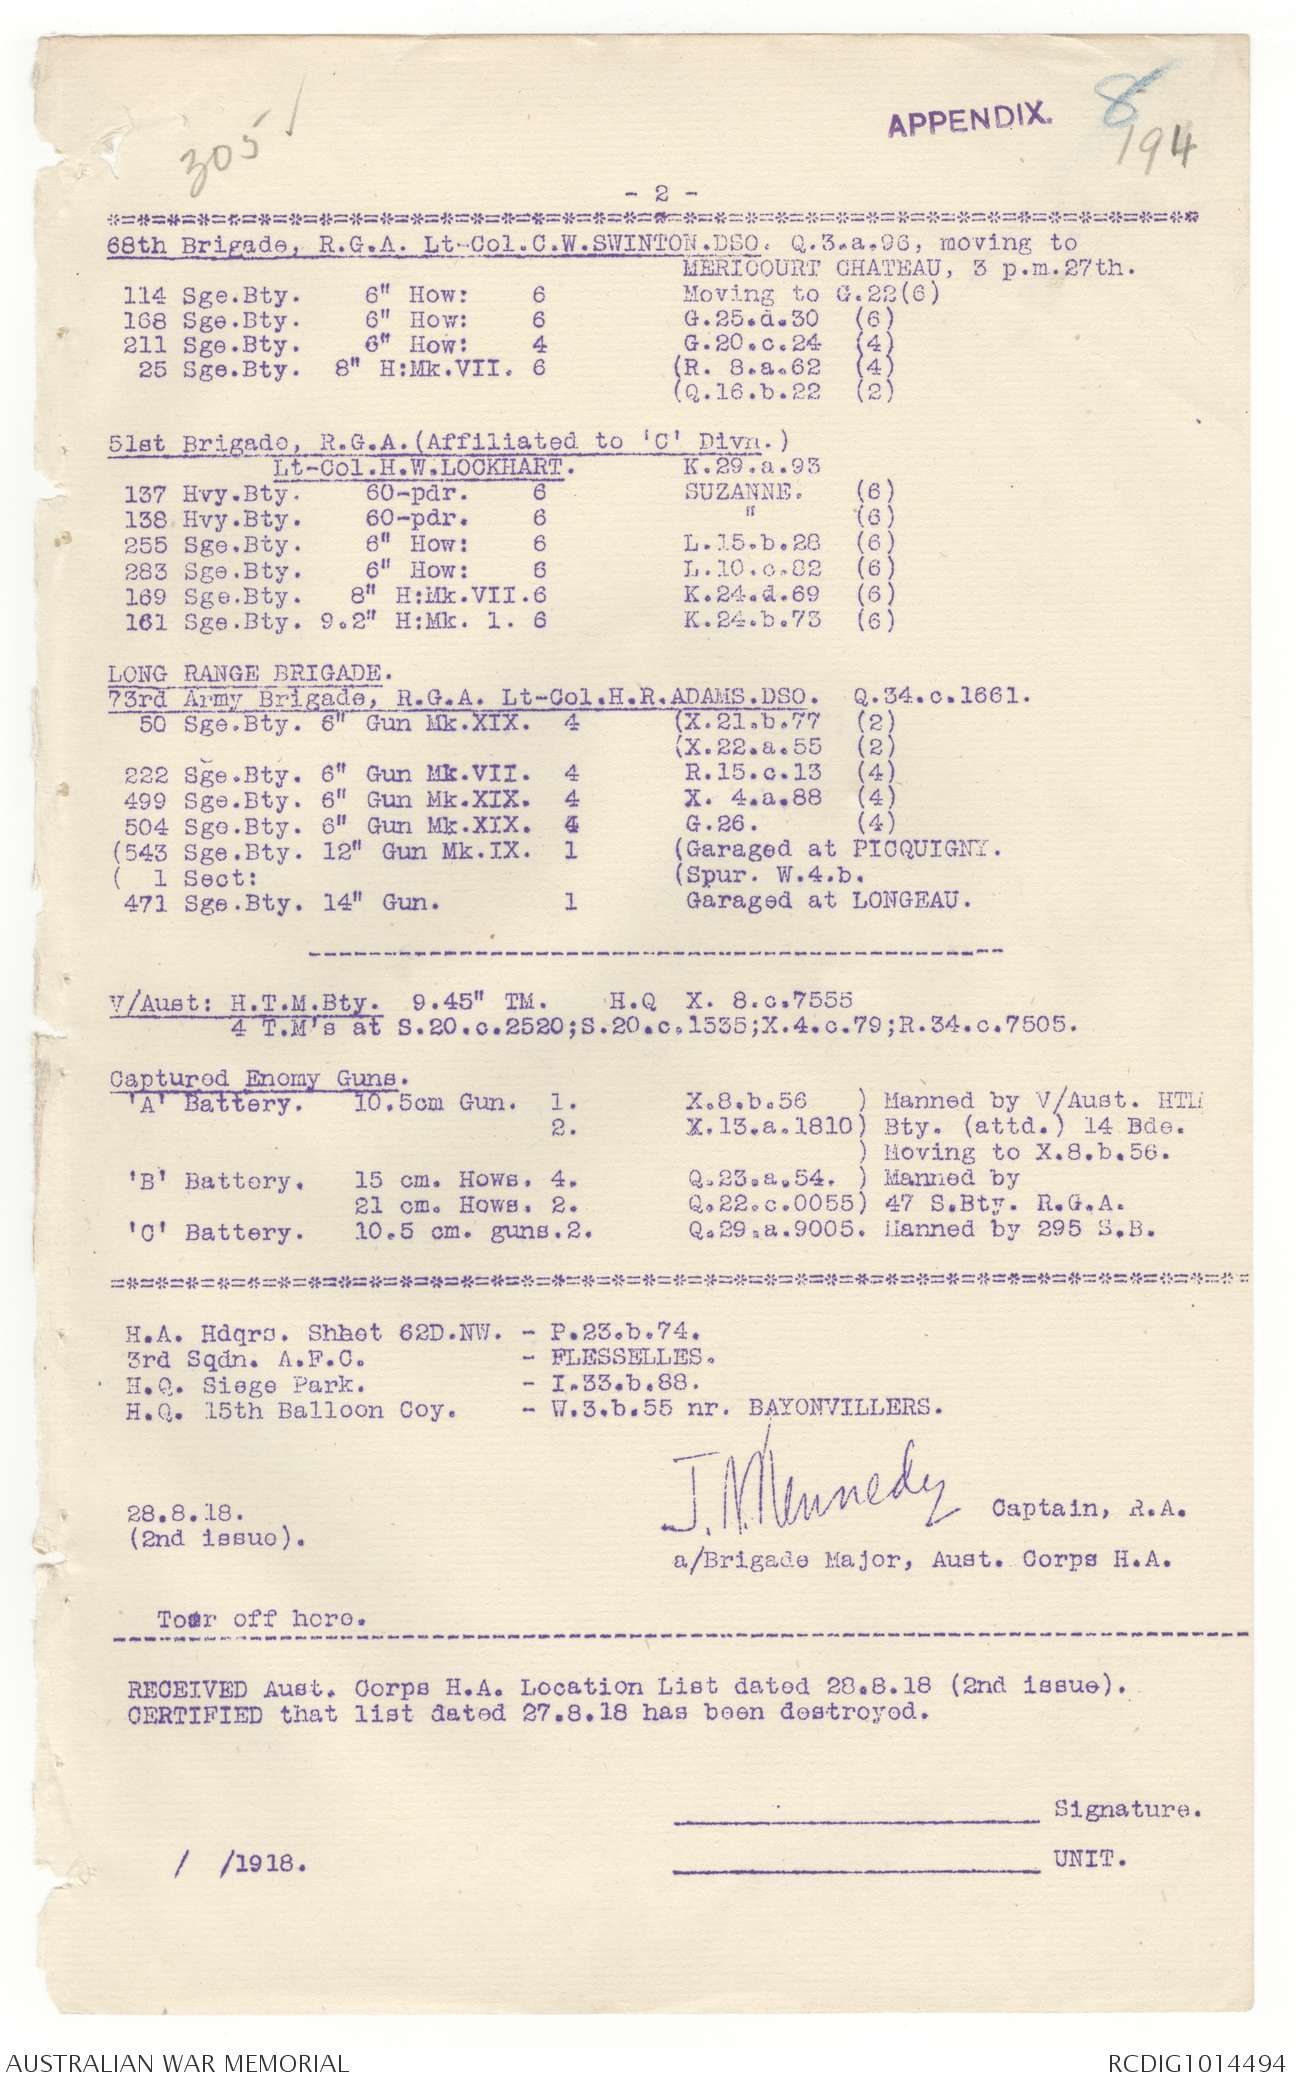 305 /
APPENDIX. 8
194
- 2 -
*=*=*=*=*=*=*=*=*=*=*=*=*=*=*=*=*=*=*=*=*=*=*=*=*=*=*=*=*=*=*=*=*=*=*=*
68th Brigade, R.G.A. Lt-Col.C.W.SWINTON.DSO. Q.3.a.96, moving to
MERICOURT CHATEAU, 3 p.m.27th.
114 Sge.Bty. 6" How: 6 Moving to G.22(6)
168 Sge.Bty. 6" How: 6 G.25.d.30 (6)
211 Sge.Bty. 6" How: 4 G.20.c.24 (4)
25 Sge.Bty. 8" H:Mk.VII. 6 (R. 8.a.62 (4)
(Q.16.b.22 (2)
51st Brigade, R.G.A.(Affiliated to 'C' Divn.)
Lt-Col.H.W.LOCKHART. K.29.a.93
137 Hvy.Bty. 60-pdr. 6 SUZANNE. (6)
138 Hvy.Bty. 60-pdr. 6 " (6)
255 Sge.Bty. 6" How: 6 L.15.b.28 (6)
283 Sge.Bty. 6" How: 6 L.10.c.82 (6)
169 Sge.Bty. 8" H:Mk.VII.6 K.24.d.69 (6)
161 Sge.Bty. 9.2" H:Mk. 1. 6 K.24.b.73 (6)
LONG RANGE BRIGADE.
73rd Army Brigade, R.G.A. Lt-Col.H.R.ADAMS.DSO. Q.34.c.1661.
50 Sge.Bty. 6" Gun Mk.XIX. 4 (X.21.b.77 (2)
(X.22.a.55 (2)
222 Sge.Bty. 6" Gun Mk.VII. 4 R.15.c.13 (4)
499 Sge.Bty. 6" Gun Mk.XIX. 4 X. 4.a.88 (4)
504 Sge.Bty. 6" Gun Mk.XIX. 4 G.26. (4)
(543 Sge.Bty. 12" Gun Mk.IX. 1 (Garaged at PICQUIGNY.
( 1 Sect: (Spur. W.4.b.
471 Sge.Bty. 14" Gun. 1 Garaged at LONGEAU.
---------------------------------------------
V/Aust: H.T.M.Bty. 9.45" TM. H.Q X. 8.c.7555
4 T.M's at S.20.c.2520;S.20.c.1535;X.4.c.79;R.34.c.7505.
Captured Enemy Guns.
'A' Battery. 10.5cm Gun. 1. X.8.b.56 ) Manned by V/Aust. HTM
2. X.13.a.1810) Bty. (attd.) 14 Bde.
) Moving to X.8.b.56.
'B' Battery. 15 cm. Hows. 4. Q.23.a.54. ) Manned by
21 cm. Hows. 2. Q.22.c.0055) 47 S.Bty. R.G.A.
'C' Battery. 10.5 cm. guns.2. Q.29.a.9005. Manned by 295 S.B.
=*=*=*=*=*=*=*=*=*=*=*=*=*=*=*=*=*=*=*=*=*=*=*=*=*=*=*=*=*=*=*=*=*=*=*=*=*=*
H.A. Hdqrs. Shhet 62D.NW. - P.23.b.74.
3rd Sqdn. A.F.C. - FLESSELLES.
H.Q. Siege Park. - I.33.b.88.
H.Q. 15th Balloon Coy. - W.3.b.55 nr. BAYONVILLERS.
J.N.Kennedy Captain, R.A.
28.8.18.
(2nd issue).
a/Brigade Major, Aust. Corps H.A.
Tear off here.
---------------------------------------------------------------------------
RECEIVED Aust. Corps H.A. Location List dated 28.8.18 (2nd issue).
CERTIFIED that list dated 27.8.18 has been destroyed.
________________________ Signature.
/ /1918. ________________________ UNIT.
AUSTRALIAN WAR MEMORIAL RCDIG1014494